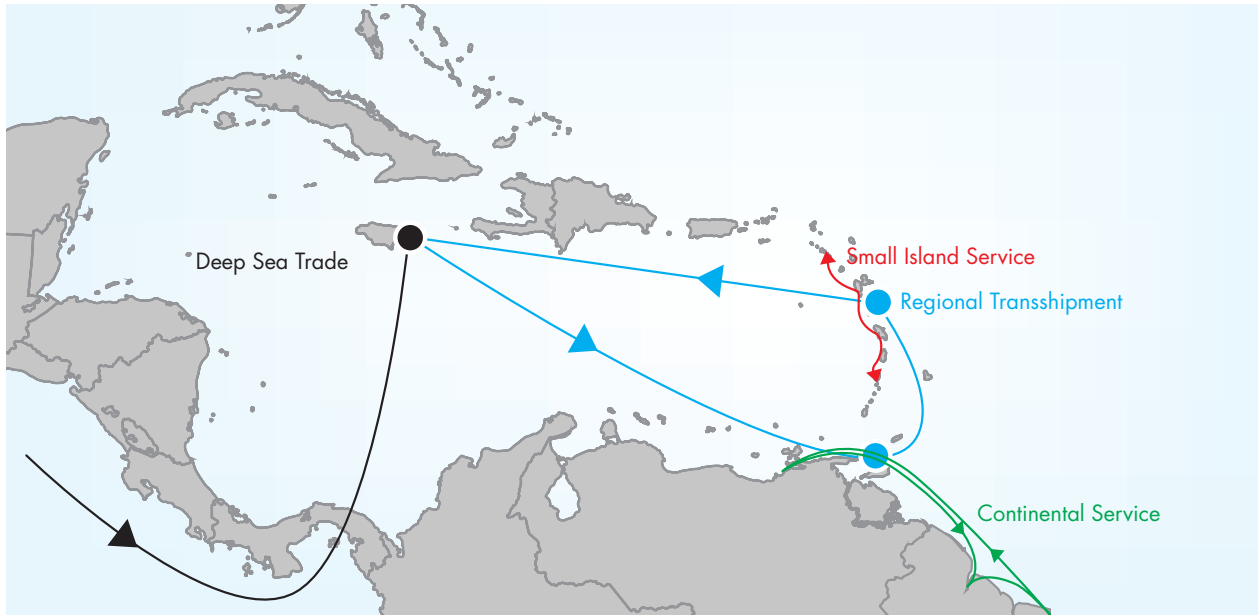 Small Island Service
Deep Sea Trade
Regional Transshipment
Continental Service